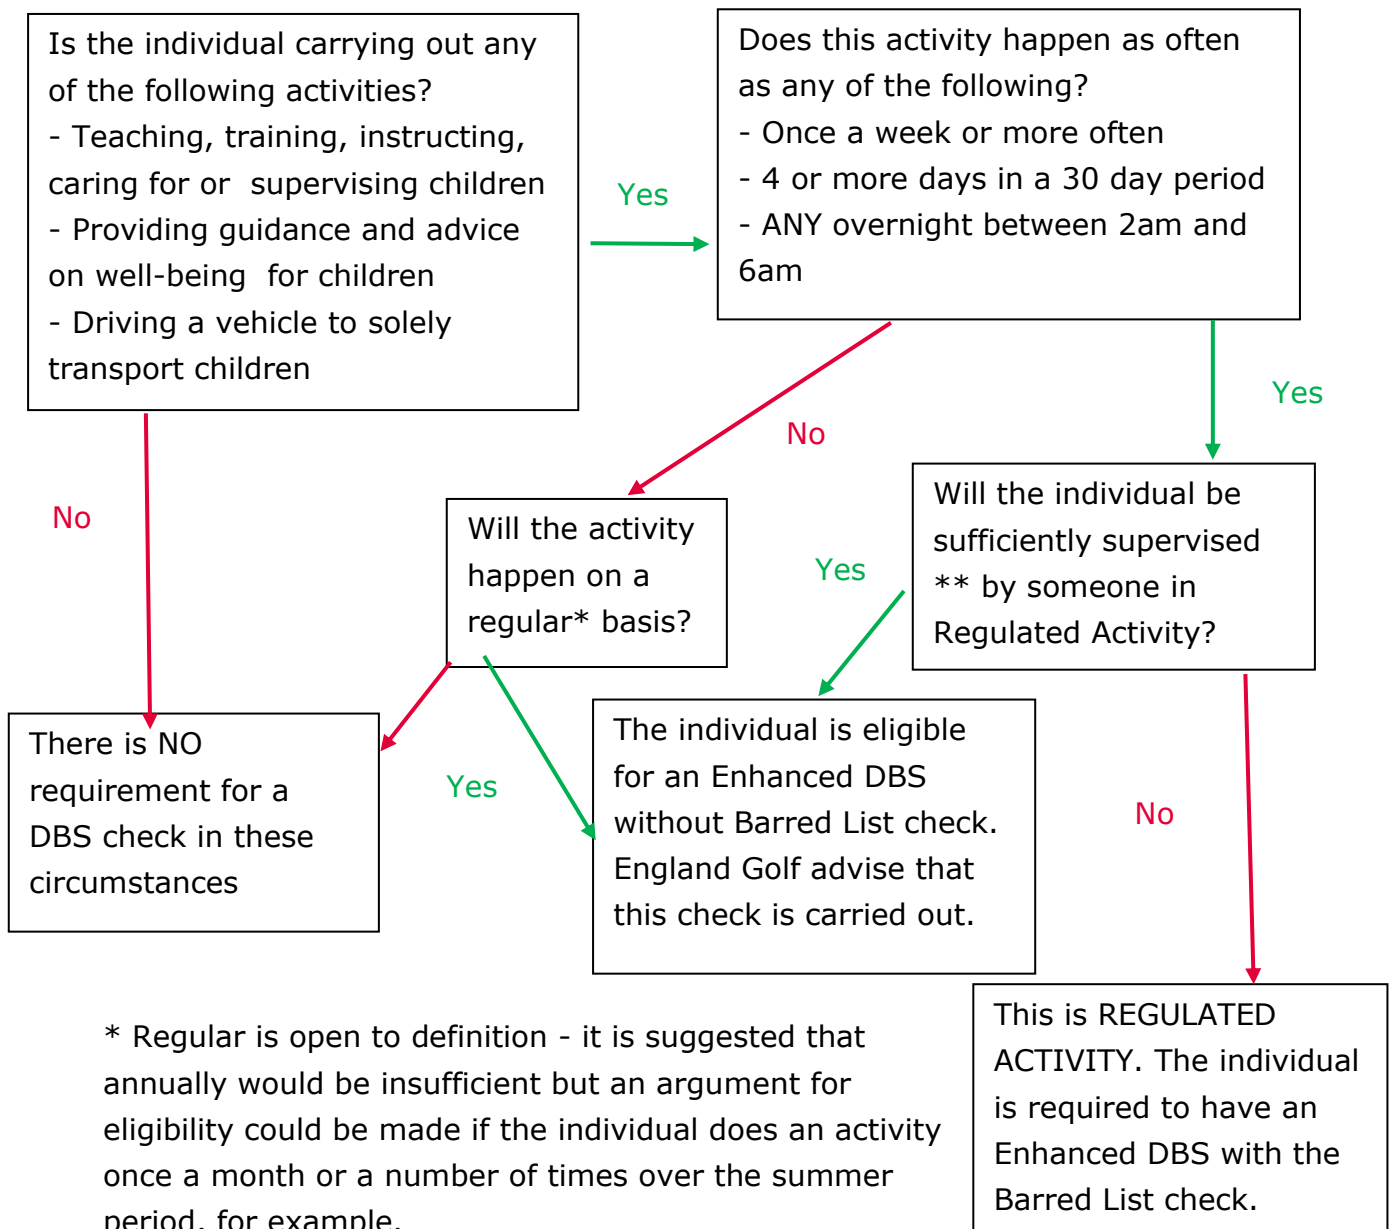 Is the individual carrying out any
of the following activities?
- Teaching, training, instructing,
caring for or  supervising children
- Providing guidance and advice
on well-being  for children
- Driving a vehicle to solely
transport children
Yes
Does this activity happen as often
as any of the following?
- Once a week or more often
- 4 or more days in a 30 day period
- ANY overnight between 2am and
6am
No
No
Yes
Will the activity
happen on a
regular* basis?
Yes
Will the individual be
sufficiently supervised
** by someone in
Regulated Activity?
There is NO
requirement for a
DBS check in these
circumstances
Yes
The individual is eligible
for an Enhanced DBS
without Barred List check.
England Golf advise that
this check is carried out.
No
* Regular is open to definition - it is suggested that
annually would be insufficient but an argument for
eligibility could be made if the individual does an activity
once a month or a number of times over the summer
period, for example.
This is REGULATED
ACTIVITY. The individual
is required to have an
Enhanced DBS with the
Barred List check.